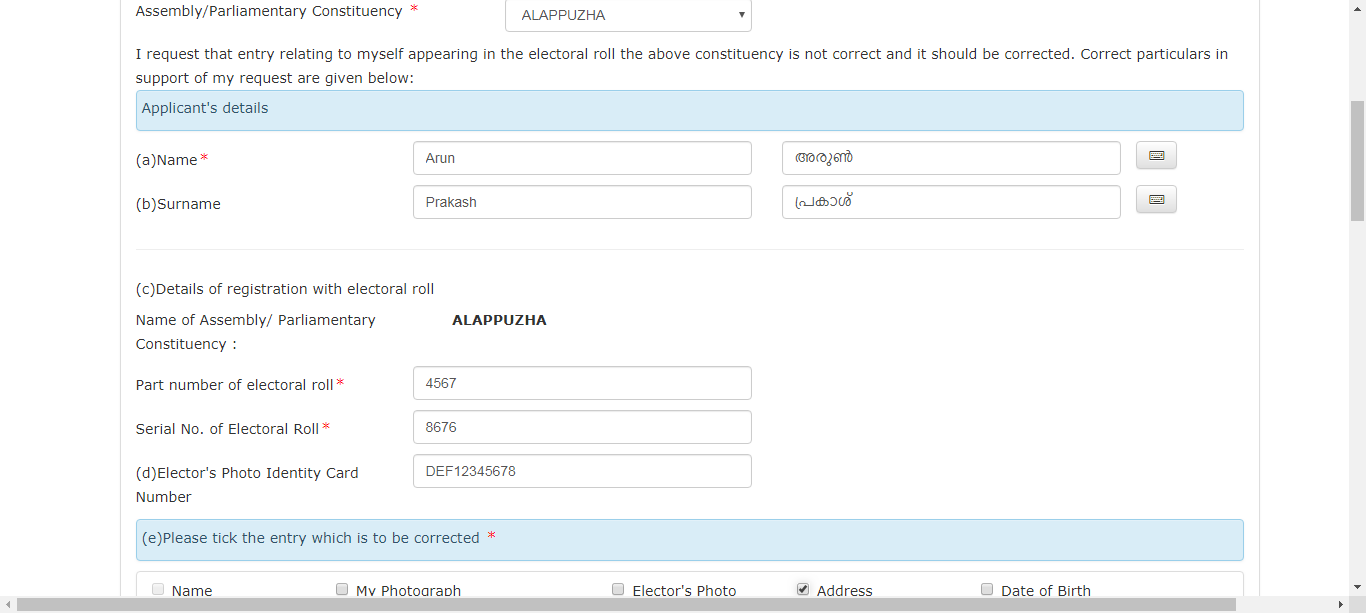 Assembly/Parliamentary Constituency * ALAPPUZHA
I request that entry relating to myself appearing in the electoral roll the above constituency is not correct and it should be corrected. Correct particulars in
support of my request are given below:
Applicant's details
(a)Name* Arun അരുൺ
(b)Surname Prakash പ്രകാശ്
(c)Details of registration with electoral roll
Name of Assembly/ Parliamentary ALAPPUZHA
Constituency :
Part number of electoral roll* 4567
Serial No. of Electoral Roll* 8676
(d)Elector's Photo Identity Card DEF12345678
Number
(e)Please tick the entry which is to be corrected *
Name My Photograph Elector's Photo Address Date of Birth